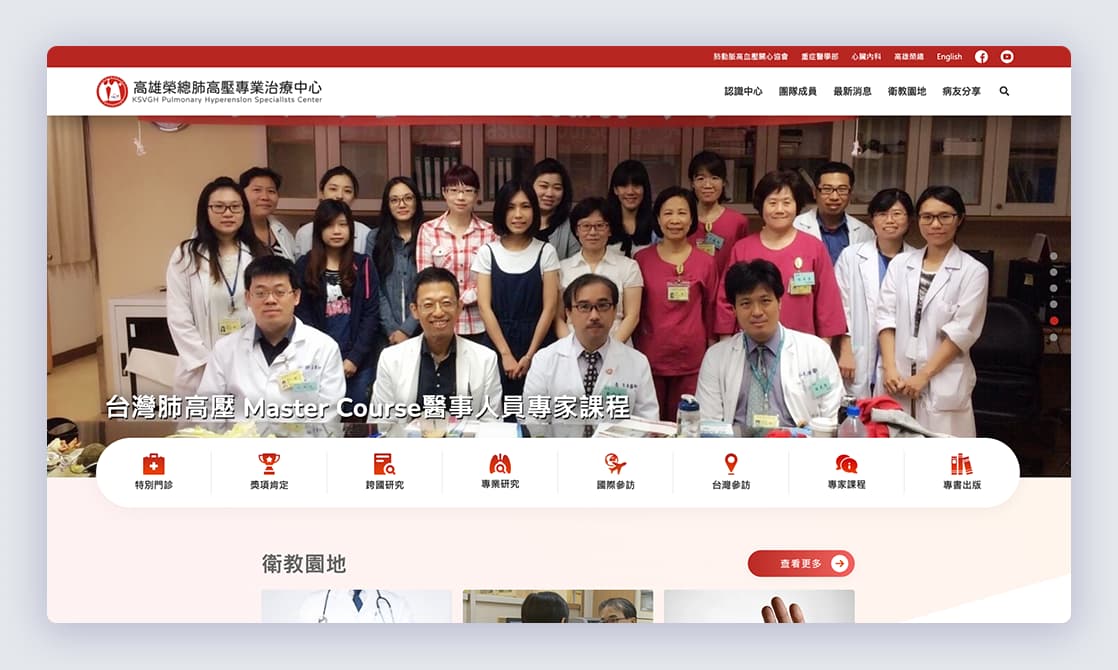 肺動脈高血壓關心協會 重症醫學部 心臟內科 高雄榮總 English
高雄榮總肺高壓專業治療中心
KSVGH Pulmonary Hyperension Specialists Center
認識中心 團隊成員 最新消息 衛教園地 病友分享
台灣肺高壓 Master Course醫事人員專家課程
特別門診 獎項肯定 跨國研究 專業研究 國際參訪 台灣參訪 專家課程 專書出版
衛教園地
查看更多